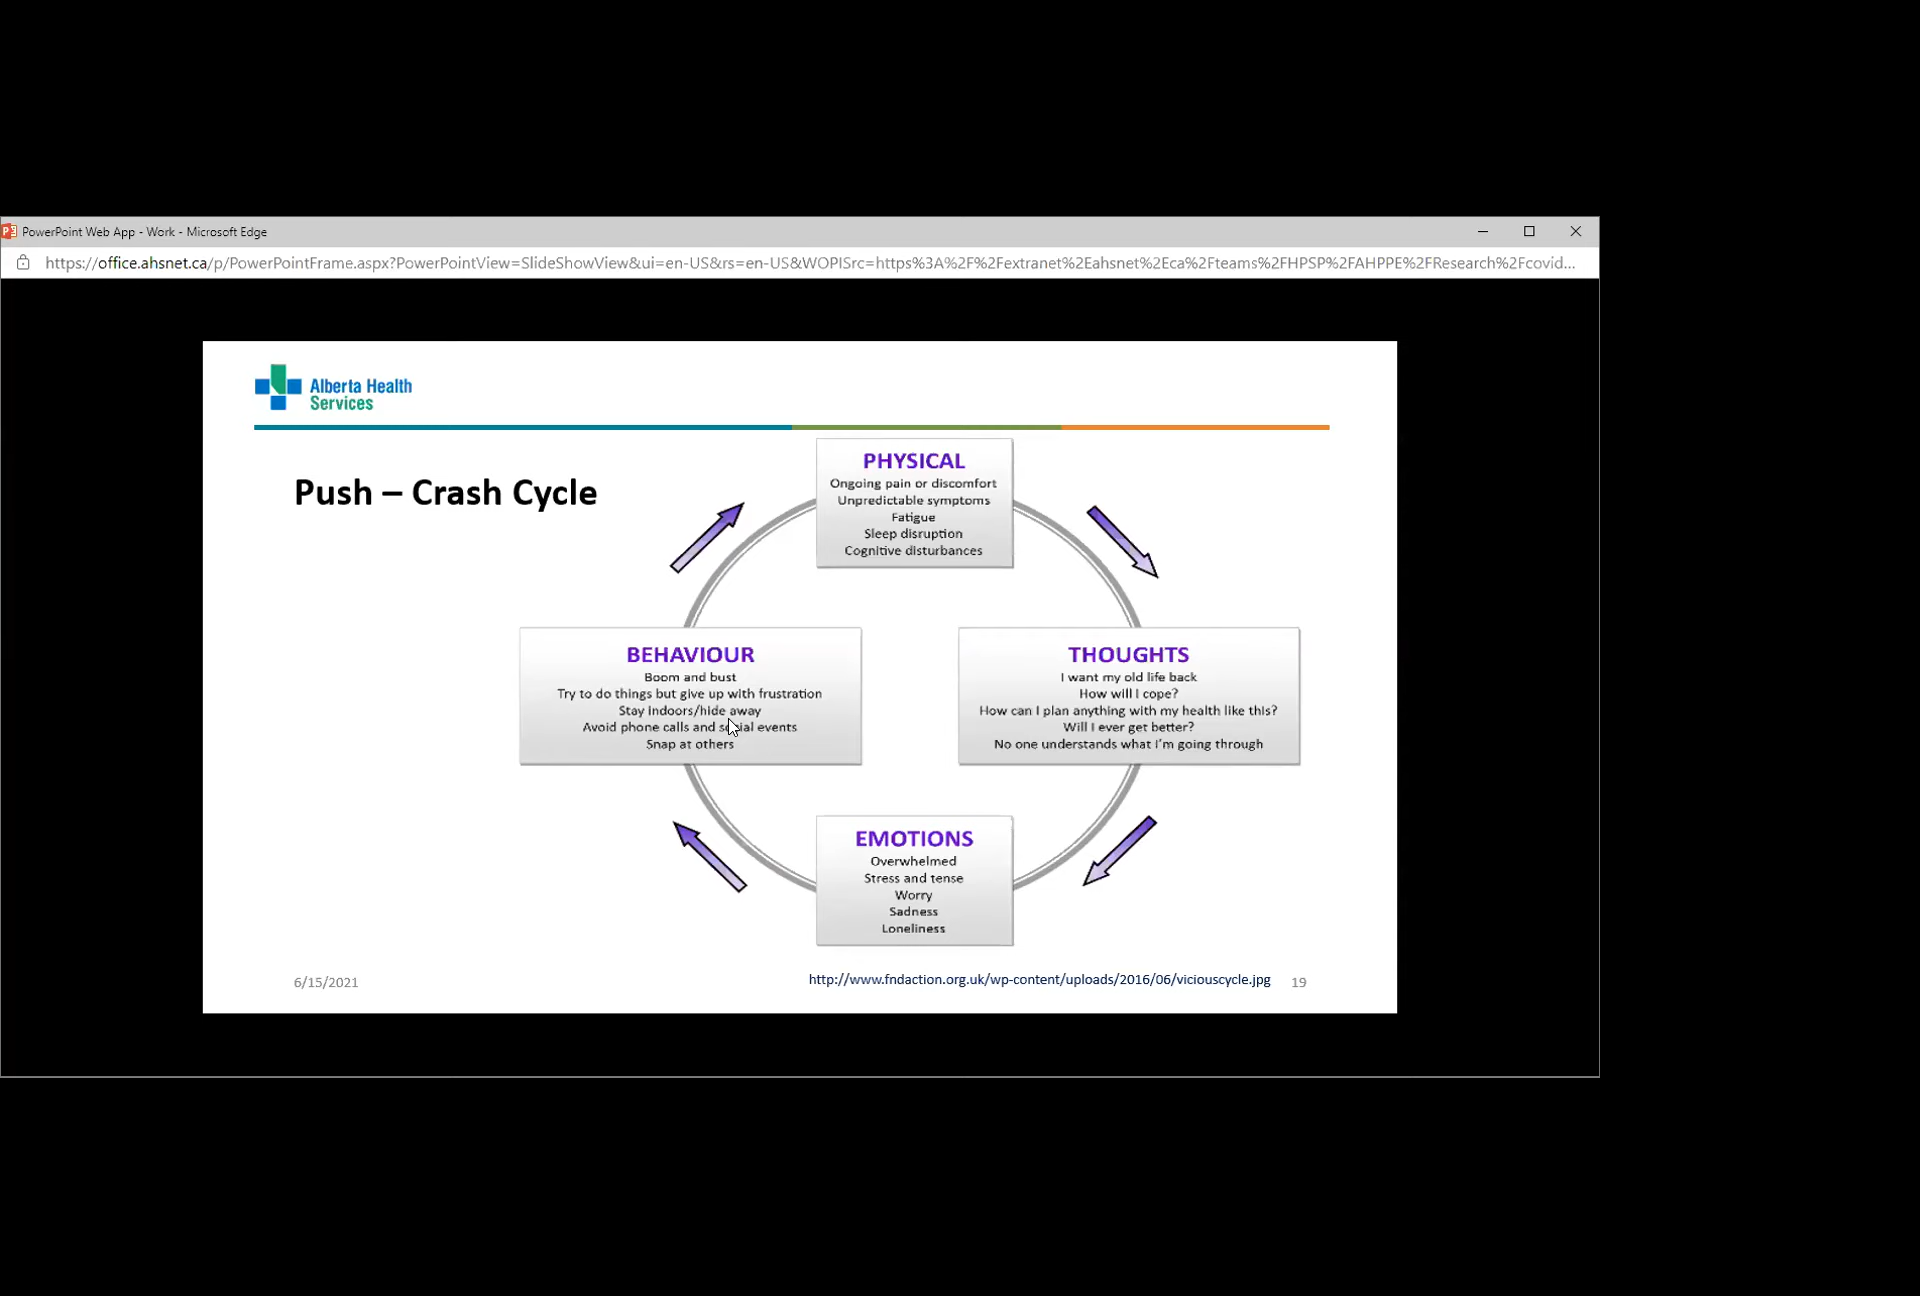 PowerPoint Web App - Work - Microsoft Edge
https://office.ahsnet.ca/p/PowerPointFrame.aspx?PowerPointView=SlideShowView&ui=en-US&rs=en-US&WOPISrc=https%3A%2F%2Fextranet%2Eahsnet%2Eca%2Fteams%2FHPSP%2FAHPPE%2FResearch%2Fcovid...
Alberta Health
Services
Push – Crash Cycle
PHYSICAL
Ongoing pain or discomfort
Unpredictable symptoms
Fatigue
Sleep disruption
Cognitive disturbances
BEHAVIOUR
Boom and bust
Try to do things but give up with frustration
Stay indoors/hide away
Avoid phone calls and social events
Snap at others
THOUGHTS
I want my old life back
How will I cope?
How can I plan anything with my health like this?
Will I ever get better?
No one understands what I'm going through
EMOTIONS
Overwhelmed
Stress and tense
Worry
Sadness
Loneliness
6/15/2021
http://www.fndaction.org.uk/wp-content/uploads/2016/06/viciouscycle.jpg
19